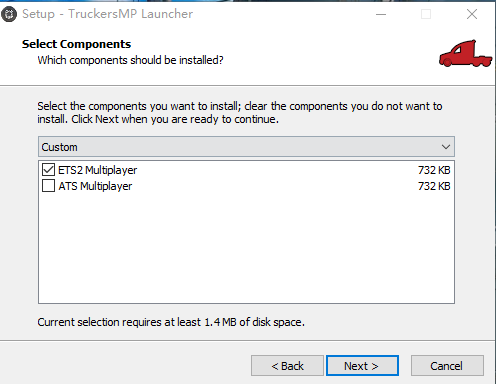 Setup - TruckersMP Launcher
Select Components
Which components should be installed?
Select the components you want to install; clear the components you do not want to
install. Click Next when you are ready to continue.
Custom
ETS2 Multiplayer 732 KB
ATS Multiplayer 732 KB
Current selection requires at least 1.4 MB of disk space.
< Back Next > Cancel